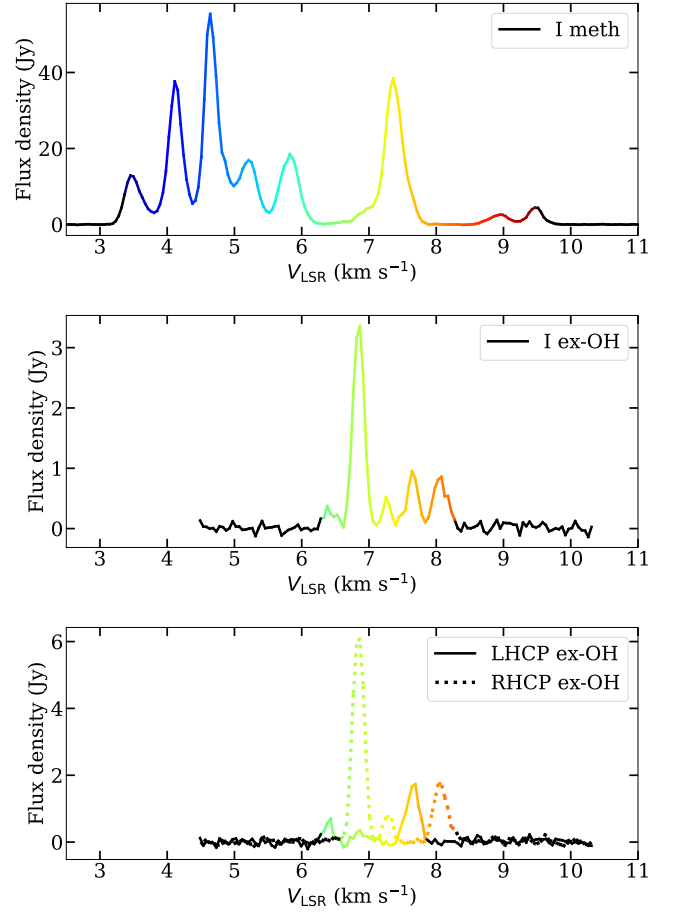 I meth
Flux density (Jy)
0
20
40
3 4 5 6 7 8 9 10 11
V_LSR (km s⁻¹)
I ex-OH
Flux density (Jy)
0
1
2
3
3 4 5 6 7 8 9 10 11
V_LSR (km s⁻¹)
LHCP ex-OH
RHCP ex-OH
Flux density (Jy)
0
2
4
6
3 4 5 6 7 8 9 10 11
V_LSR (km s⁻¹)